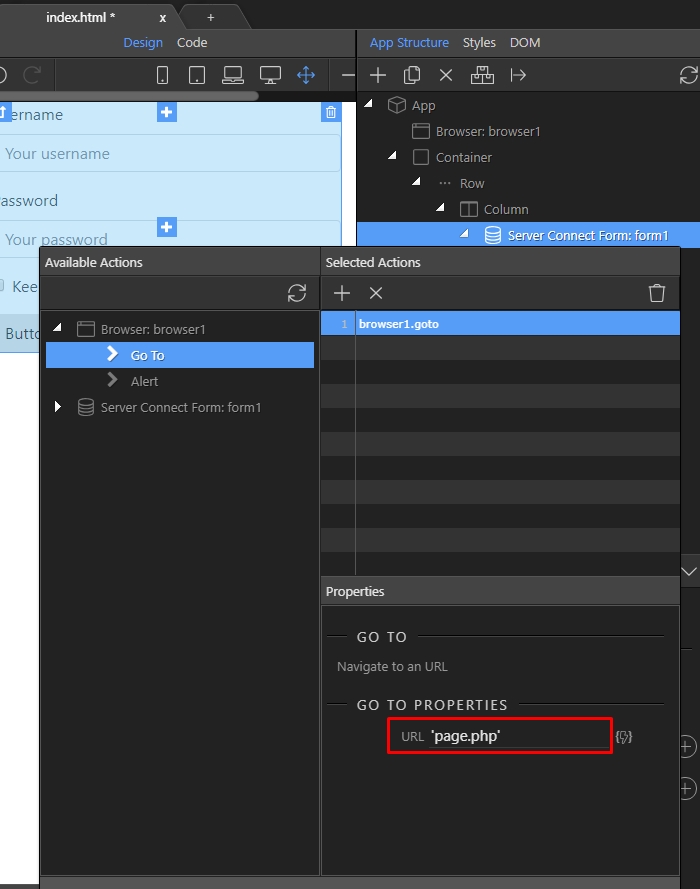 index.html * x +
Design Code
App Structure Styles DOM
ername
Your username
assword
Your password
Kee
Butto
App
Browser: browser1
Container
Row
Column
Server Connect Form: form1
Available Actions
Browser: browser1
Go To
Alert
Server Connect Form: form1
Selected Actions
1 browser1.goto
Properties
GO TO
Navigate to an URL
GO TO PROPERTIES
URL 'page.php'